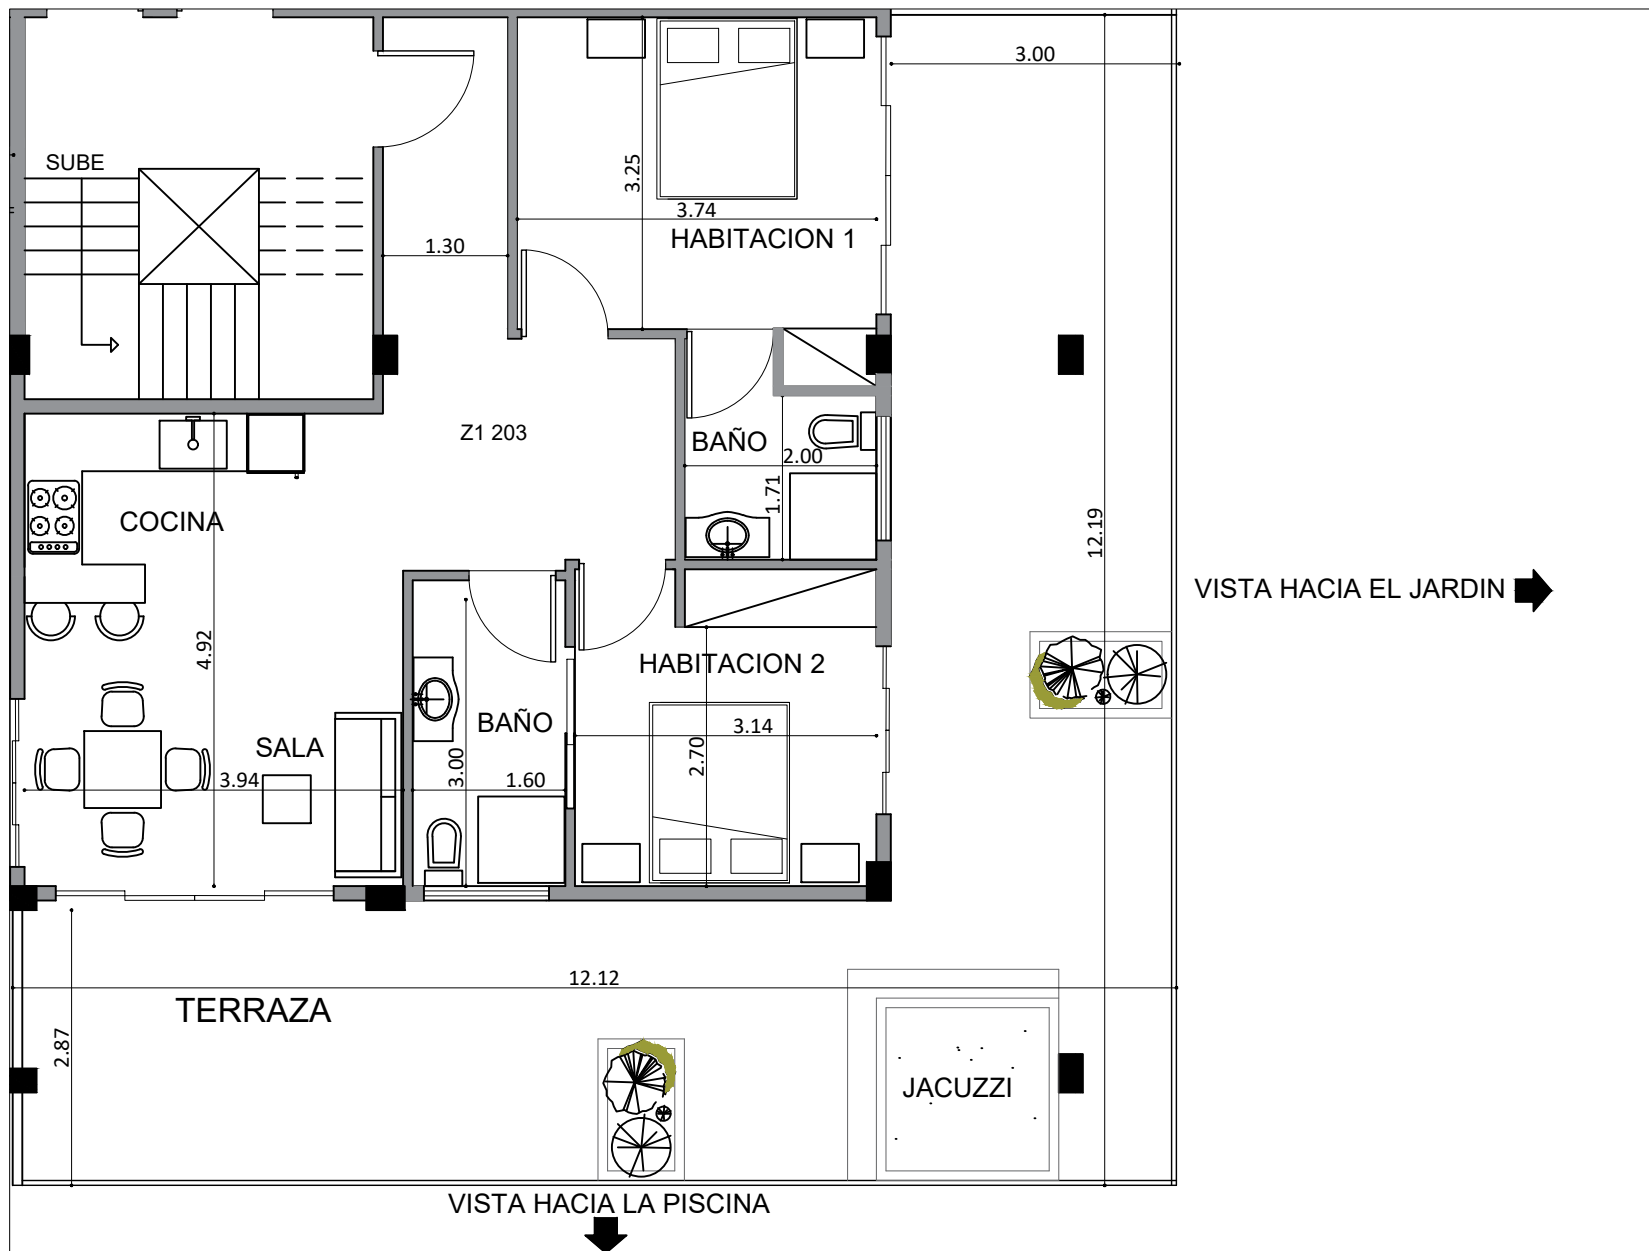 3.00
SUBE
3.25
3.74
HABITACION 1
1.30
Z1 203
BAÑO
2.00
1.71
COCINA
12.19
VISTA HACIA EL JARDIN
4.92
HABITACION 2
BAÑO
3.14
SALA
2.70
3.00
3.94
1.60
12.12
TERRAZA
2.87
JACUZZI
VISTA HACIA LA PISCINA